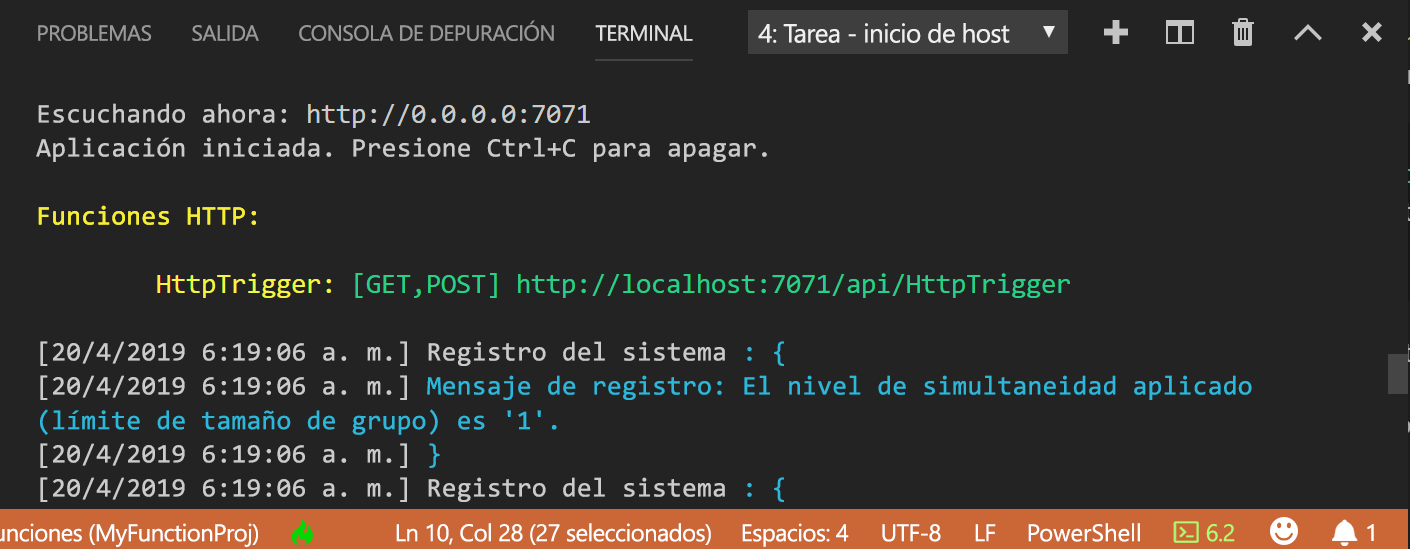 PROBLEMAS SALIDA CONSOLA DE DEPURACIÓN TERMINAL 4: Tarea - inicio de host
Escuchando ahora: http://0.0.0.0:7071
Aplicación iniciada. Presione Ctrl+C para apagar.
Funciones HTTP:
HttpTrigger: [GET,POST] http://localhost:7071/api/HttpTrigger
[20/4/2019 6:19:06 a. m.] Registro del sistema : {
[20/4/2019 6:19:06 a. m.] Mensaje de registro: El nivel de simultaneidad aplicado
(límite de tamaño de grupo) es '1'.
[20/4/2019 6:19:06 a. m.] }
[20/4/2019 6:19:06 a. m.] Registro del sistema : {
unciones (MyFunctionProj) Ln 10, Col 28 (27 seleccionados) Espacios: 4 UTF-8 LF PowerShell 6.2 1